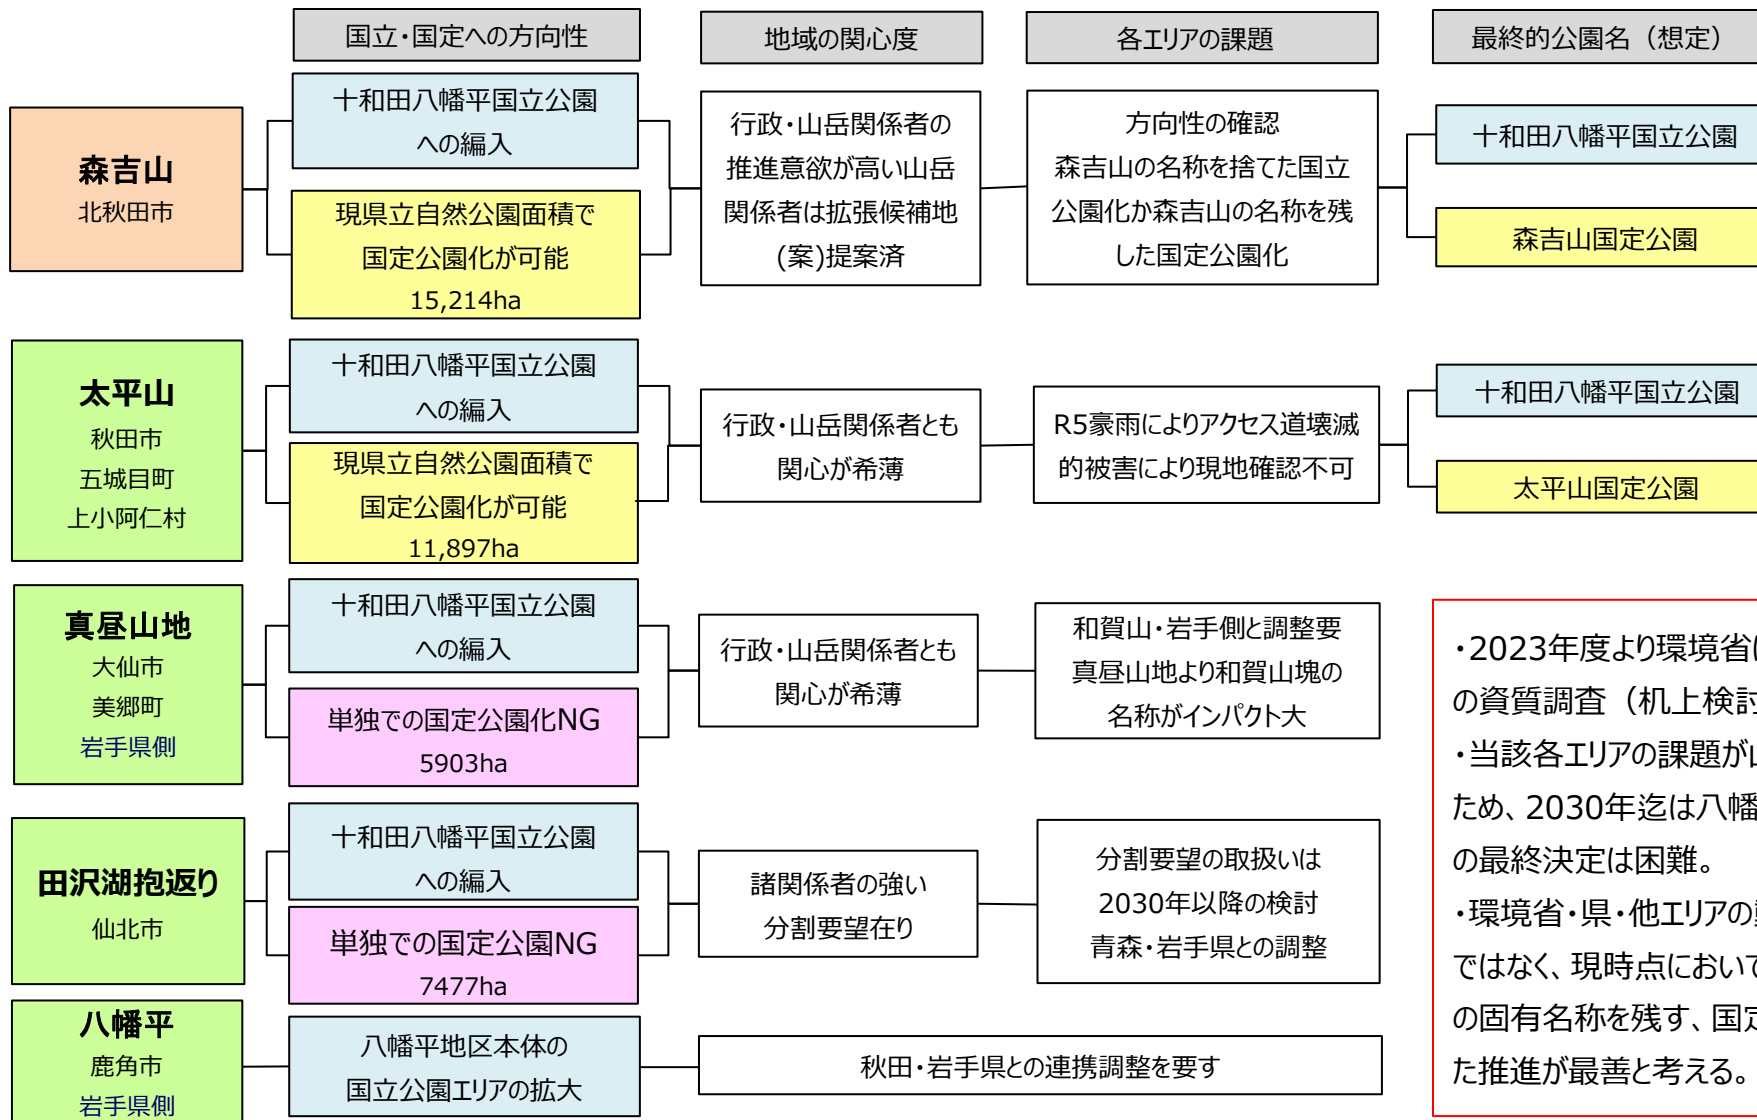 国立・国定への方向性
地域の関心度
各エリアの課題
最終的公園名（想定）
森吉山
北秋田市
十和田八幡平国立公園
への編入
現県立自然公園面積で
国定公園化が可能
15,214ha
行政・山岳関係者の
推進意欲が高い山岳
関係者は拡張候補地
(案)提案済
方向性の確認
森吉山の名称を捨てた国立
公園化か森吉山の名称を残
した国定公園化
十和田八幡平国立公園
森吉山国定公園
太平山
秋田市
五城目町
上小阿仁村
十和田八幡平国立公園
への編入
現県立自然公園面積で
国定公園化が可能
11,897ha
行政・山岳関係者とも
関心が希薄
R5豪雨によりアクセス道壊滅
的被害により現地確認不可
十和田八幡平国立公園
太平山国定公園
真昼山地
大仙市
美郷町
岩手県側
十和田八幡平国立公園
への編入
単独での国定公園化NG
5903ha
行政・山岳関係者とも
関心が希薄
和賀山・岩手側と調整要
真昼山地より和賀山塊の
名称がインパクト大
田沢湖抱返り
仙北市
十和田八幡平国立公園
への編入
単独での国定公園NG
7477ha
諸関係者の強い
分割要望在り
分割要望の取扱いは
2030年以降の検討
青森・岩手県との調整
八幡平
鹿角市
岩手県側
八幡平地区本体の
国立公園エリアの拡大
秋田・岩手県との連携調整を要す
・2023年度より環境省
の資質調査（机上検討
・当該各エリアの課題が
ため、2030年迄は八幡
の最終決定は困難。
・環境省・県・他エリアの
ではなく、現時点において
の固有名称を残す、国定
た推進が最善と考える。